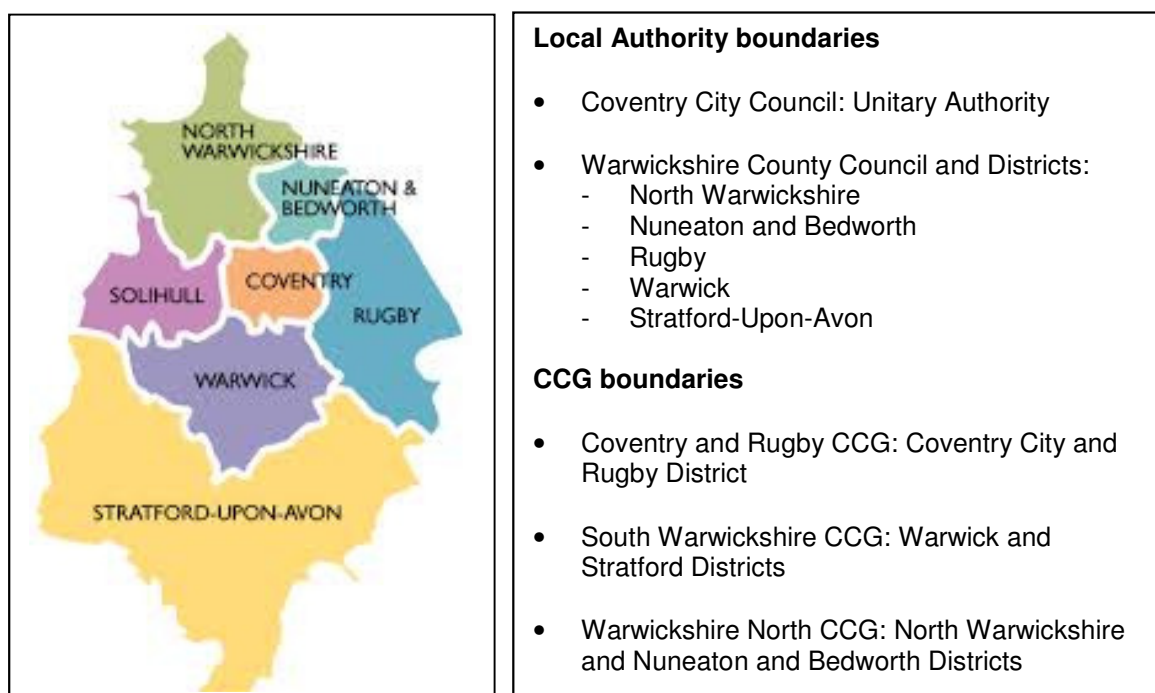 NORTH
WARWICKSHIRE
NUNEATON &
BEDWORTH
SOLIHULL
COVENTRY
RUGBY
WARWICK
STRATFORD-UPON-AVON
Local Authority boundaries
• Coventry City Council: Unitary Authority
• Warwickshire County Council and Districts:
- North Warwickshire
- Nuneaton and Bedworth
- Rugby
- Warwick
- Stratford-Upon-Avon
CCG boundaries
• Coventry and Rugby CCG: Coventry City and
Rugby District
• South Warwickshire CCG: Warwick and
Stratford Districts
• Warwickshire North CCG: North Warwickshire
and Nuneaton and Bedworth Districts